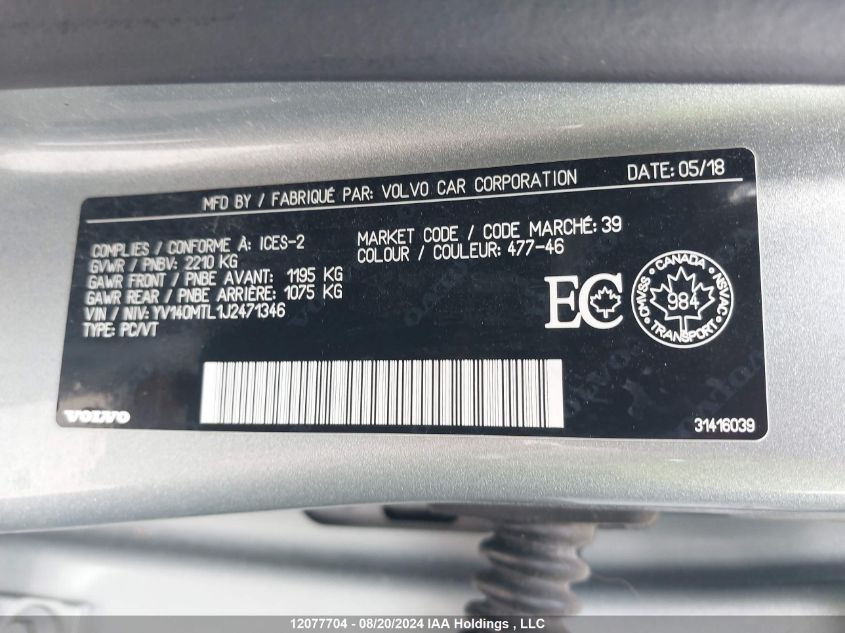 MFD BY / FABRIQUÉ PAR: VOLVO CAR CORPORATION DATE: 05/18
COMPLIES / CONFORME À: ICES-2
GVWR / PNBV: 2210 KG
GAWR FRONT / PNBE AVANT: 1195 KG
GAWR REAR / PNBE ARRIÈRE: 1075 KG
VIN / NIV: YV140MTL1J2471346
TYPE: PC/VT
MARKET CODE / CODE MARCHÉ: 39
COLOUR / COULEUR: 477-46
EC
CANADA
CMVSS 984 NSVAC
TRANSPORT
VOLVO
31416039
12077704 - 08/20/2024 IAA Holdings , LLC